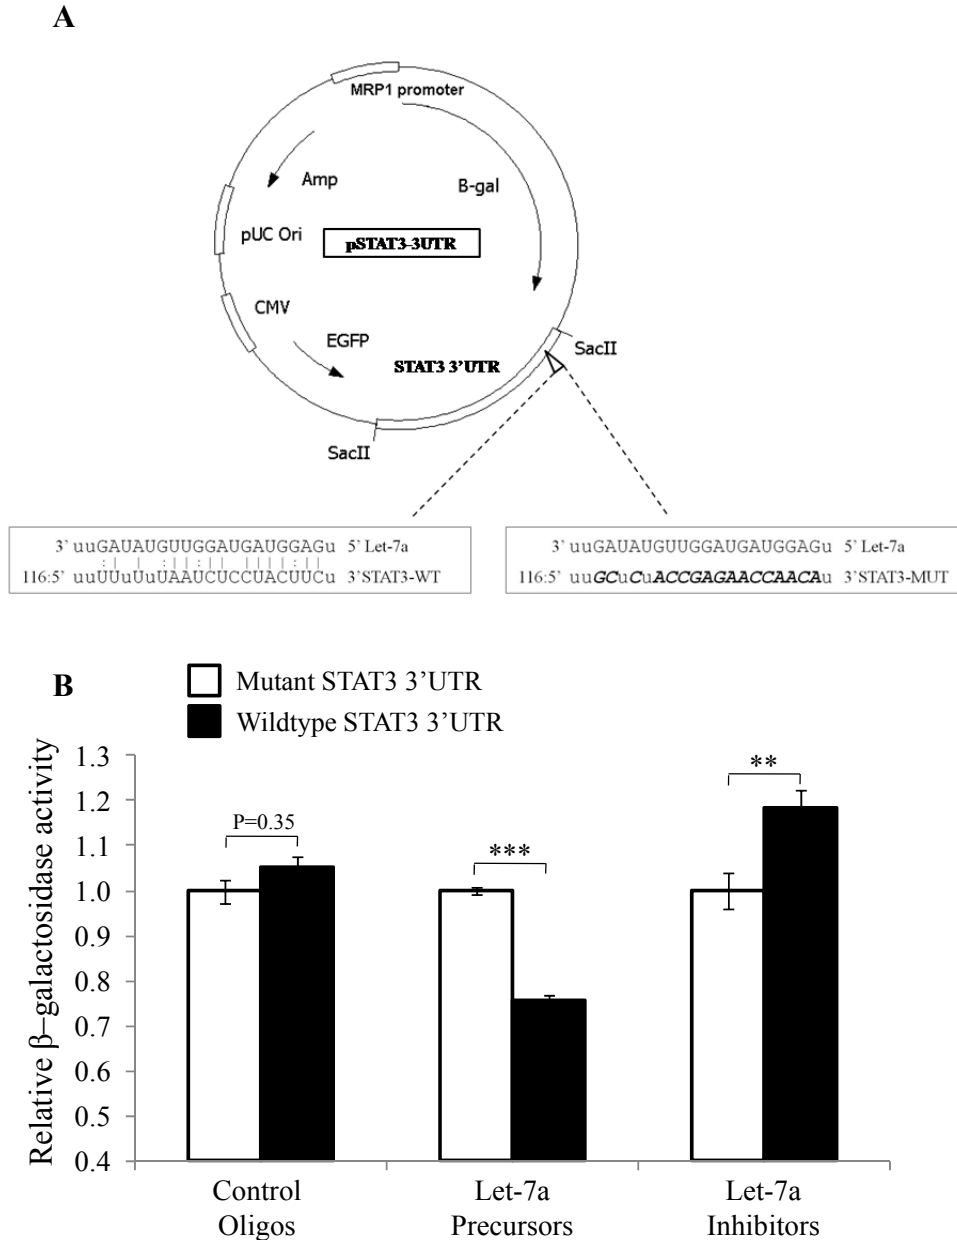 A
MRP1 promoter
Amp
B-gal
pUC Ori
pSTAT3-3UTR
CMV
EGFP
STAT3 3'UTR
SacII
SacII
3' uuGAUAUGUUGGAUGAUGGAGu 5' Let-7a
116:5' uuUUuUuUAAUCUCCUACUUCu 3'STAT3-WT
3' uuGAUAUGUUGGAUGAUGGAGu 5' Let-7a
116:5' uuGCuCuACCGAGAACCAACAu 3'STAT3-MUT
B
Mutant STAT3 3'UTR
Wildtype STAT3 3'UTR
Relative β-galactosidase activity
1.3
1.2
1.1
1.0
0.9
0.8
0.7
0.6
0.5
0.4
P=0.35
***
**
Control
Oligos
Let-7a
Precursors
Let-7a
Inhibitors